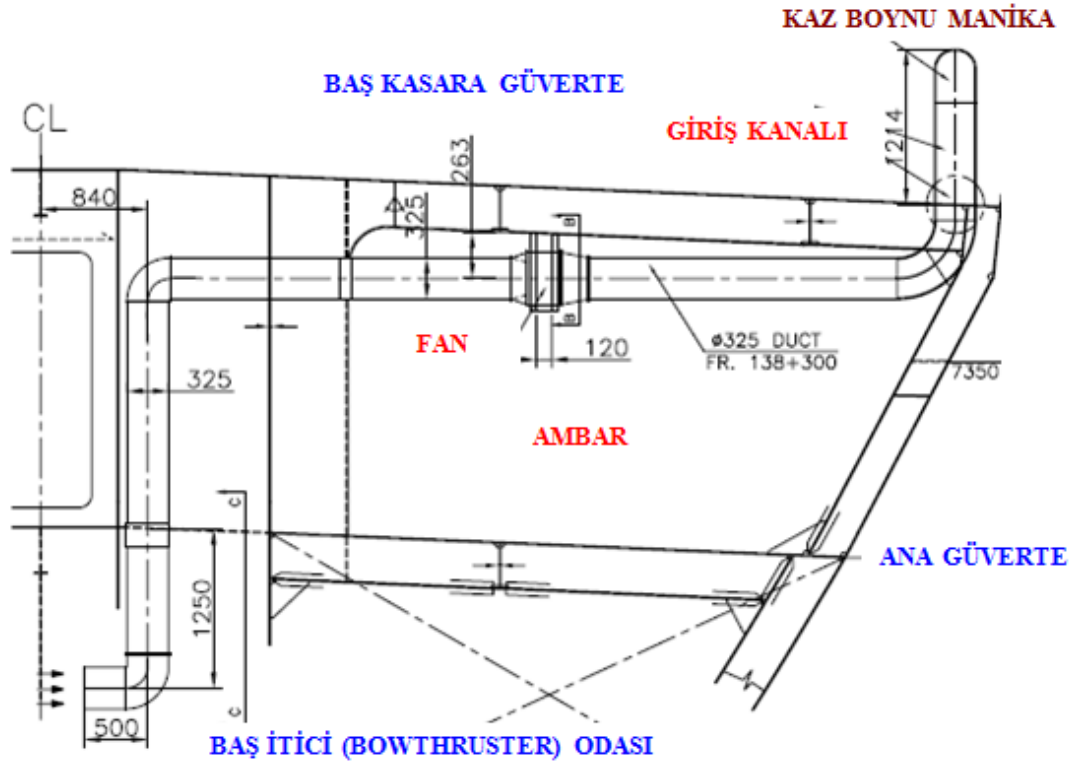 KAZ BOYNU MANİKA
BAŞ KASARA GÜVERTE
CL
GİRİŞ KANALI
1214
263
840
325
B
B
FAN
120
ø325 DUCT
FR. 138+300
7350
325
AMBAR
C
ANA GÜVERTE
1250
C
500
BAŞ İTİCİ (BOWTHRUSTER) ODASI